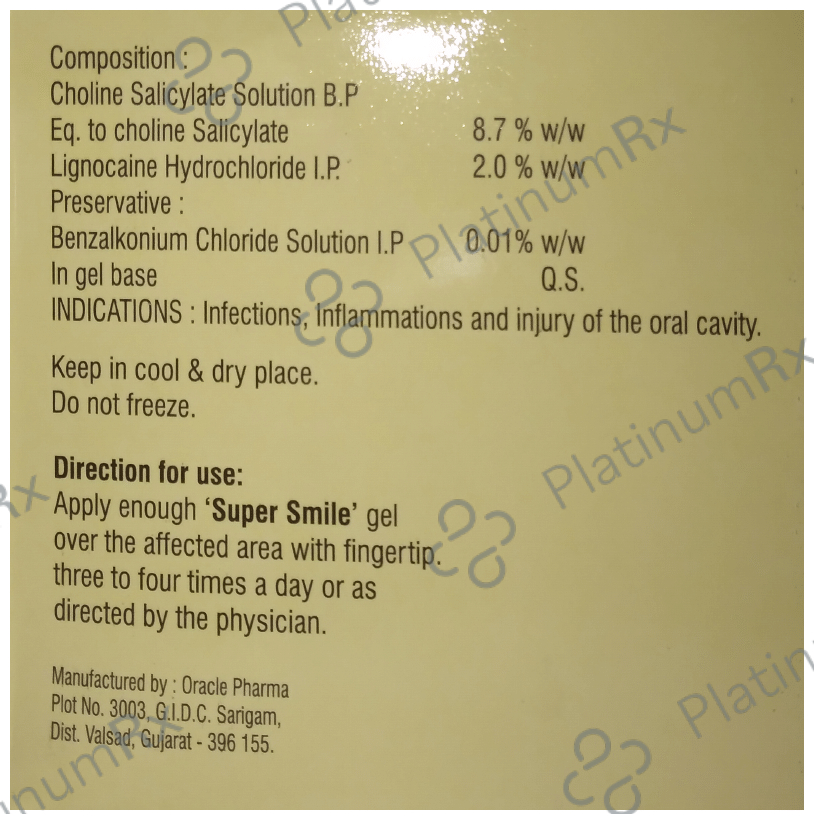 Composition :
Choline Salicylate Solution B.P
Eq. to choline Salicylate 8.7 % w/w
Lignocaine Hydrochloride I.P. 2.0 % w/w
Preservative :
Benzalkonium Chloride Solution I.P 0.01% w/w
In gel base Q.S.
INDICATIONS : Infections, Inflammations and injury of the oral cavity.
Keep in cool & dry place.
Do not freeze.
Direction for use:
Apply enough ‘Super Smile’ gel
over the affected area with fingertip.
three to four times a day or as
directed by the physician.
Manufactured by : Oracle Pharma
Plot No. 3003, G.I.D.C. Sarigam,
Dist. Valsad, Gujarat - 396 155.
Platin
PlatinumRx
PlatinumRx
Rx
Platin
numRx